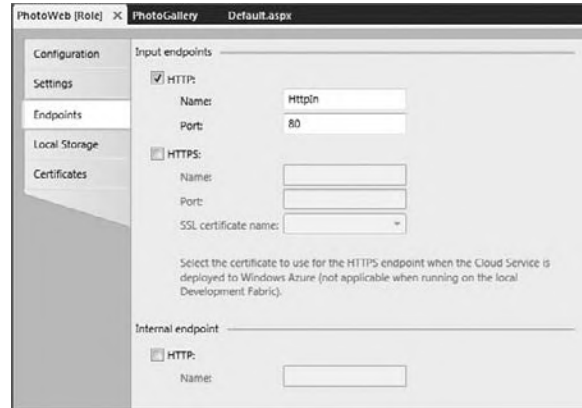 PhotoWeb [Role] X PhotoGallery Default.aspx
Configuration
Settings
Endpoints
Local Storage
Certificates
Input endpoints
HTTP:
Name: HttpIn
Port: 80
HTTPS:
Name:
Port:
SSL certificate name:
Select the certificate to use for the HTTPS endpoint when the Cloud Service is
deployed to Windows Azure (not applicable when running on the local
Development Fabric).
Internal endpoint
HTTP:
Name: